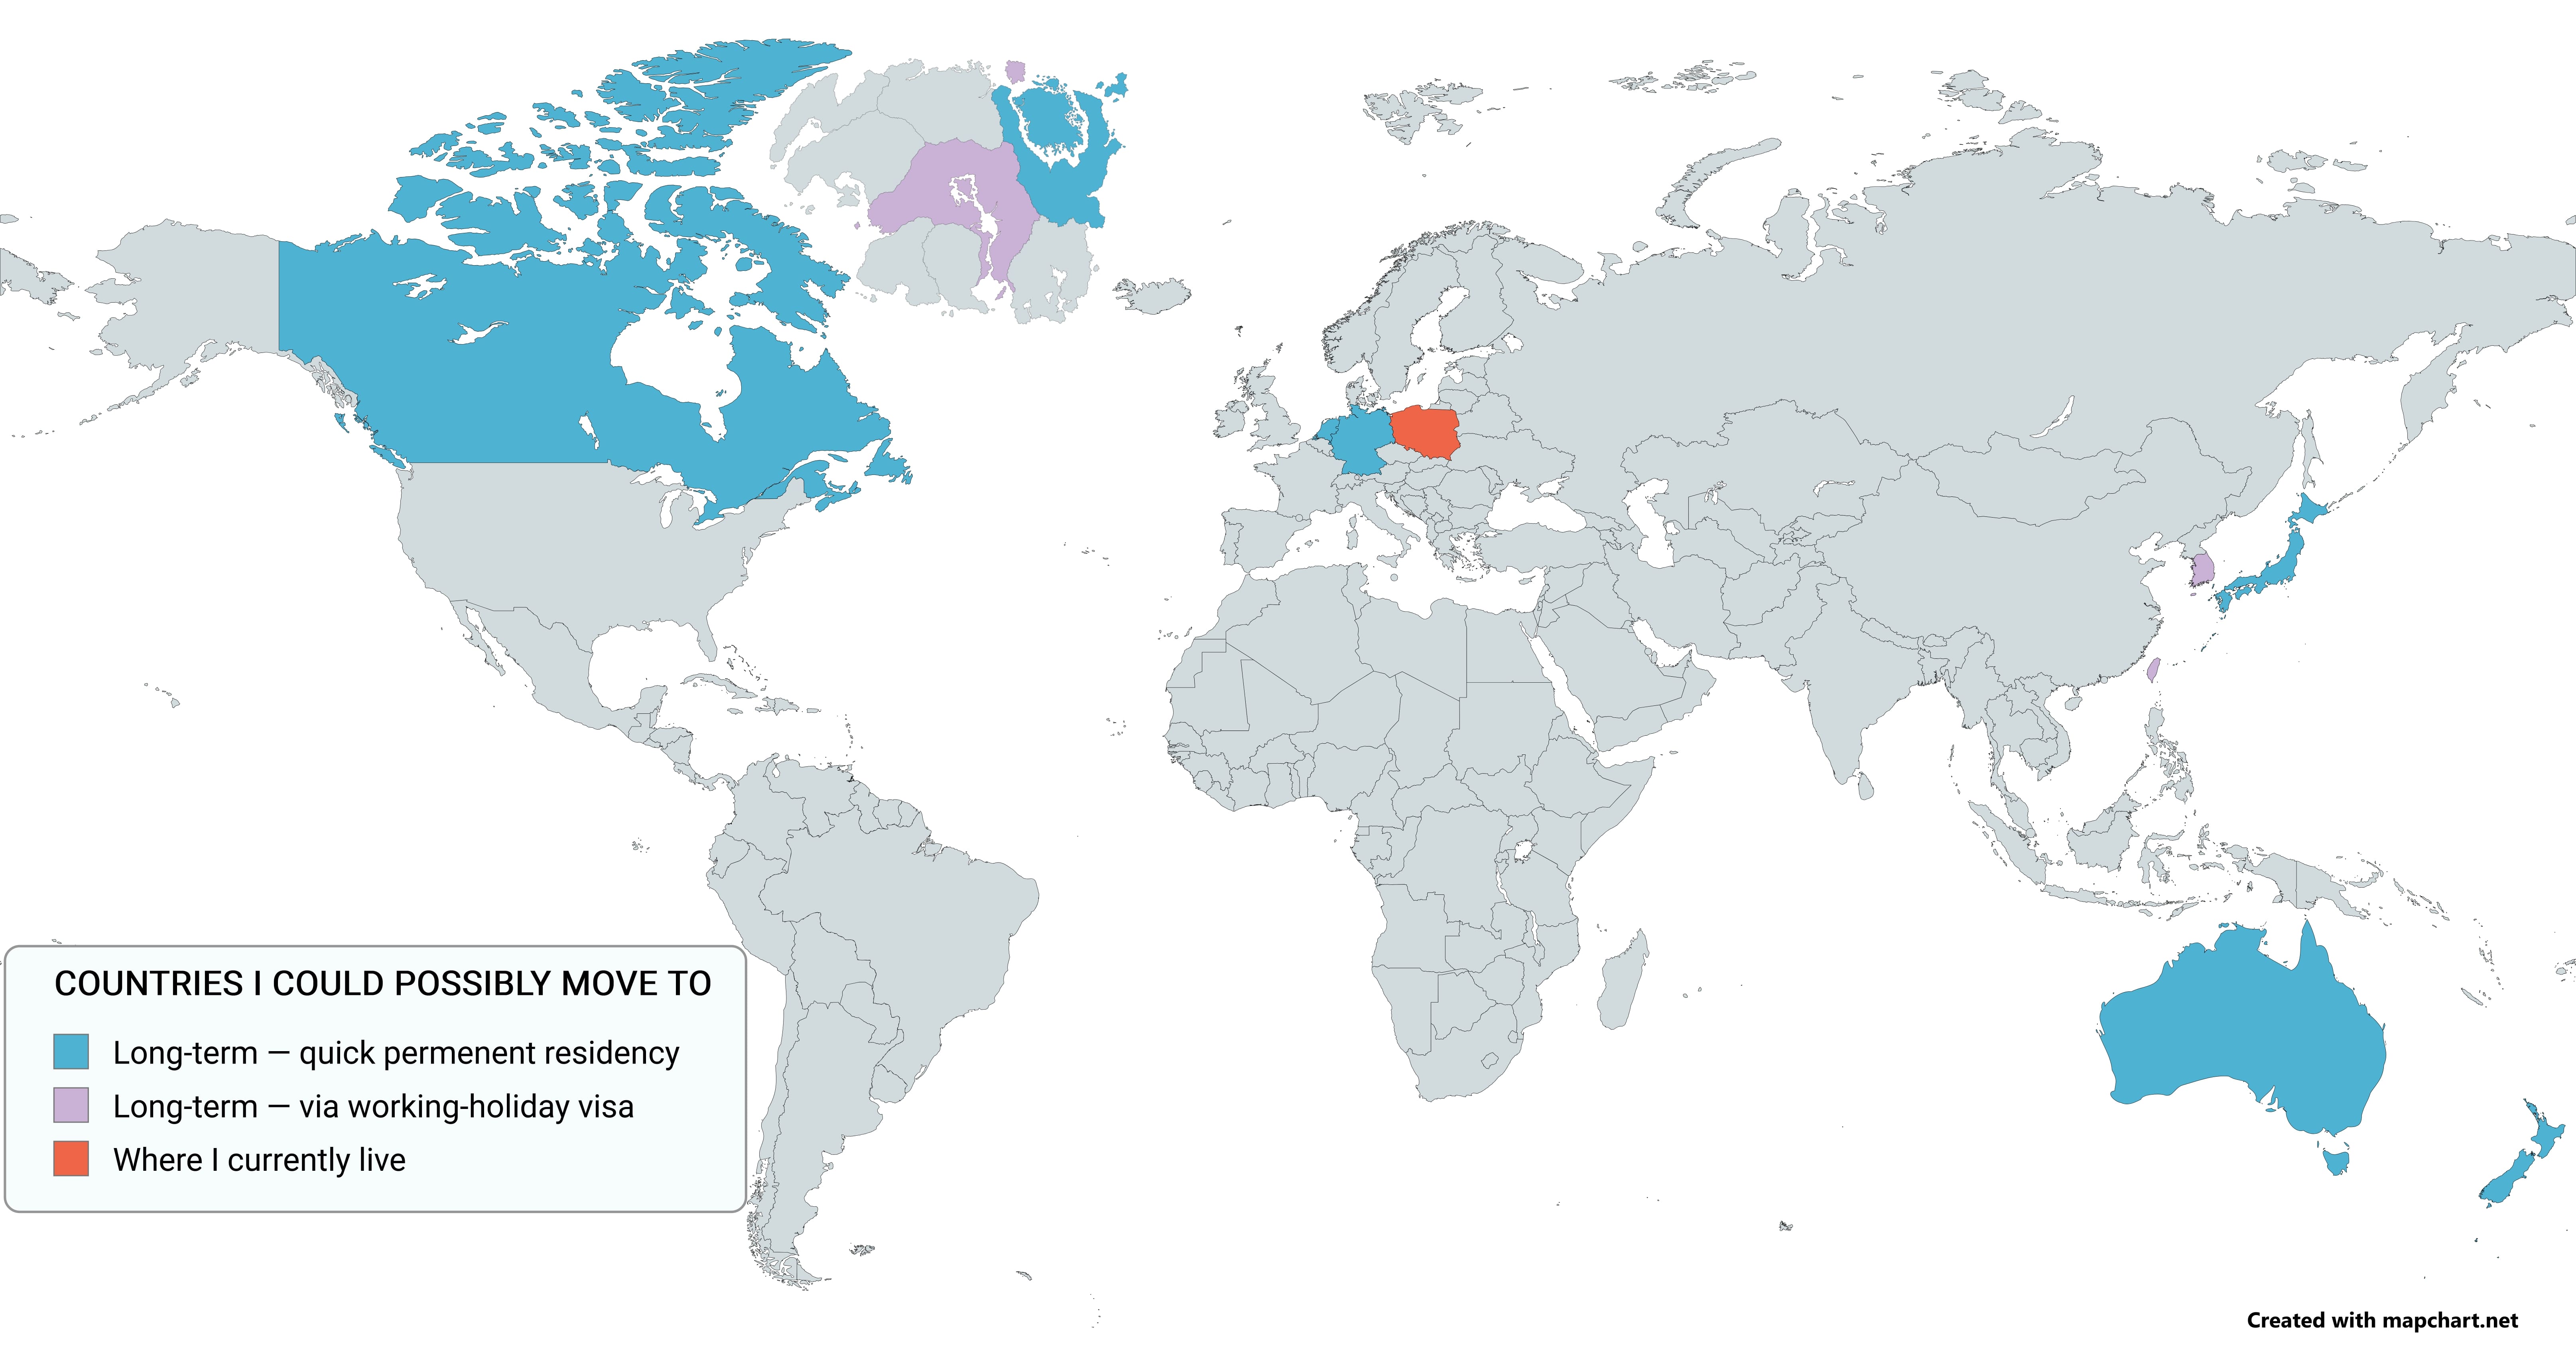 COUNTRIES I COULD POSSIBLY MOVE TO
Long-term — quick permenent residency
Long-term — via working-holiday visa
Where I currently live
Created with mapchart.net